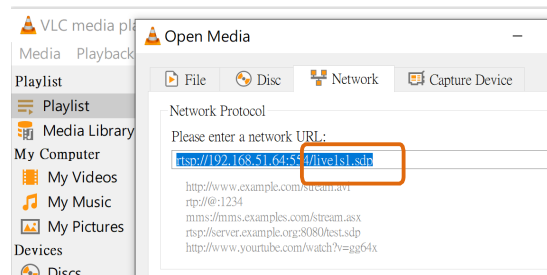 VLC media pla
Open Media
Media Playback
File
Disc
Network
Capture Device
Playlist
Playlist
Media Library
My Computer
My Videos
My Music
My Pictures
Devices
Discs
Network Protocol
Please enter a network URL:
rtsp://192.168.51.64:554/live1s1.sdp
http://www.example.com/stream.avi
rtp://@:1234
mms://mms.examples.com/stream.asx
rtsp://server.example.org:8080/test.sdp
http://www.yourtube.com/watch?v=gg64x